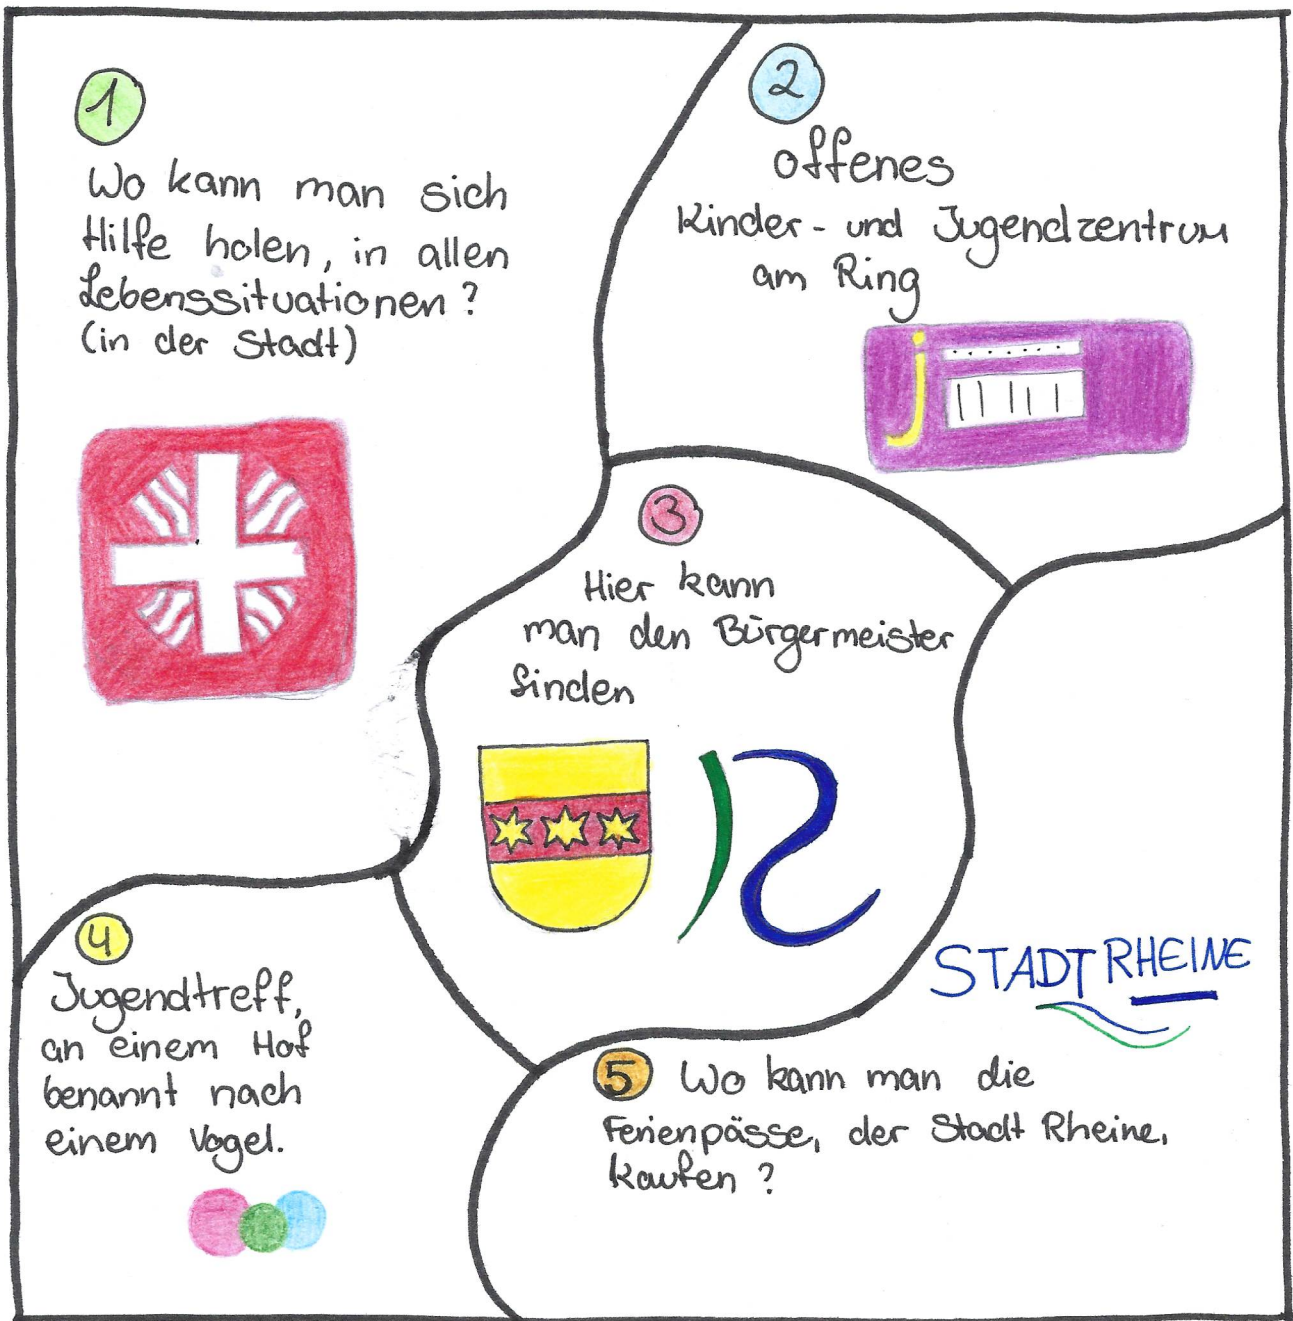 1
Wo kann man sich
Hilfe holen, in allen
Lebenssituationen?
(in der Stadt)
2
offenes
Kinder- und Jugendzentrum
am Ring
j
3
Hier kann
man den Bürgermeister
finden
4
Jugendtreff,
an einem Hof
benannt nach
einem Vogel.
STADT RHEINE
5 Wo kann man die
Ferienpässe, der Stadt Rheine,
kaufen?